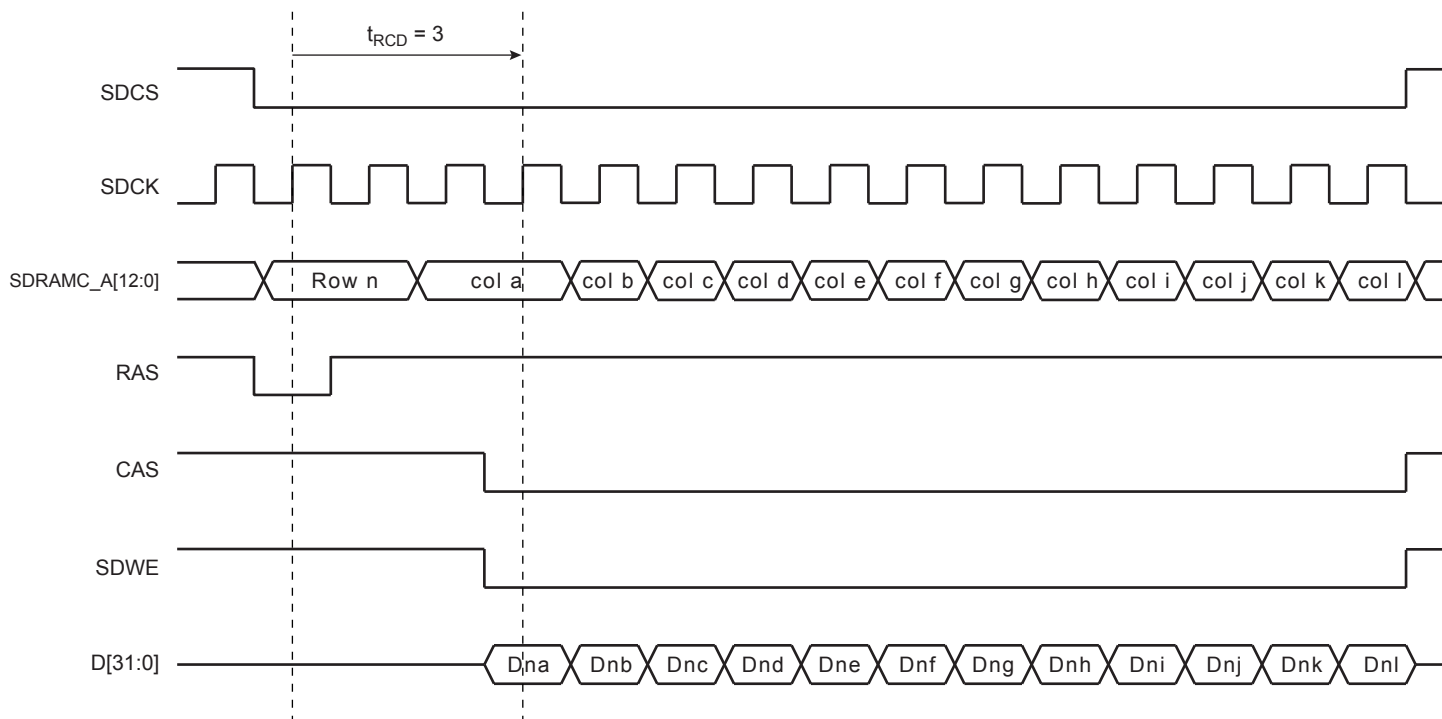 t_RCD = 3
SDCS
SDCK
SDRAMC_A[12:0] Row n col a col b col c col d col e col f col g col h col i col j col k col l
RAS
CAS
SDWE
D[31:0] Dna Dnb Dnc Dnd Dne Dnf Dng Dnh Dni Dnj Dnk Dnl